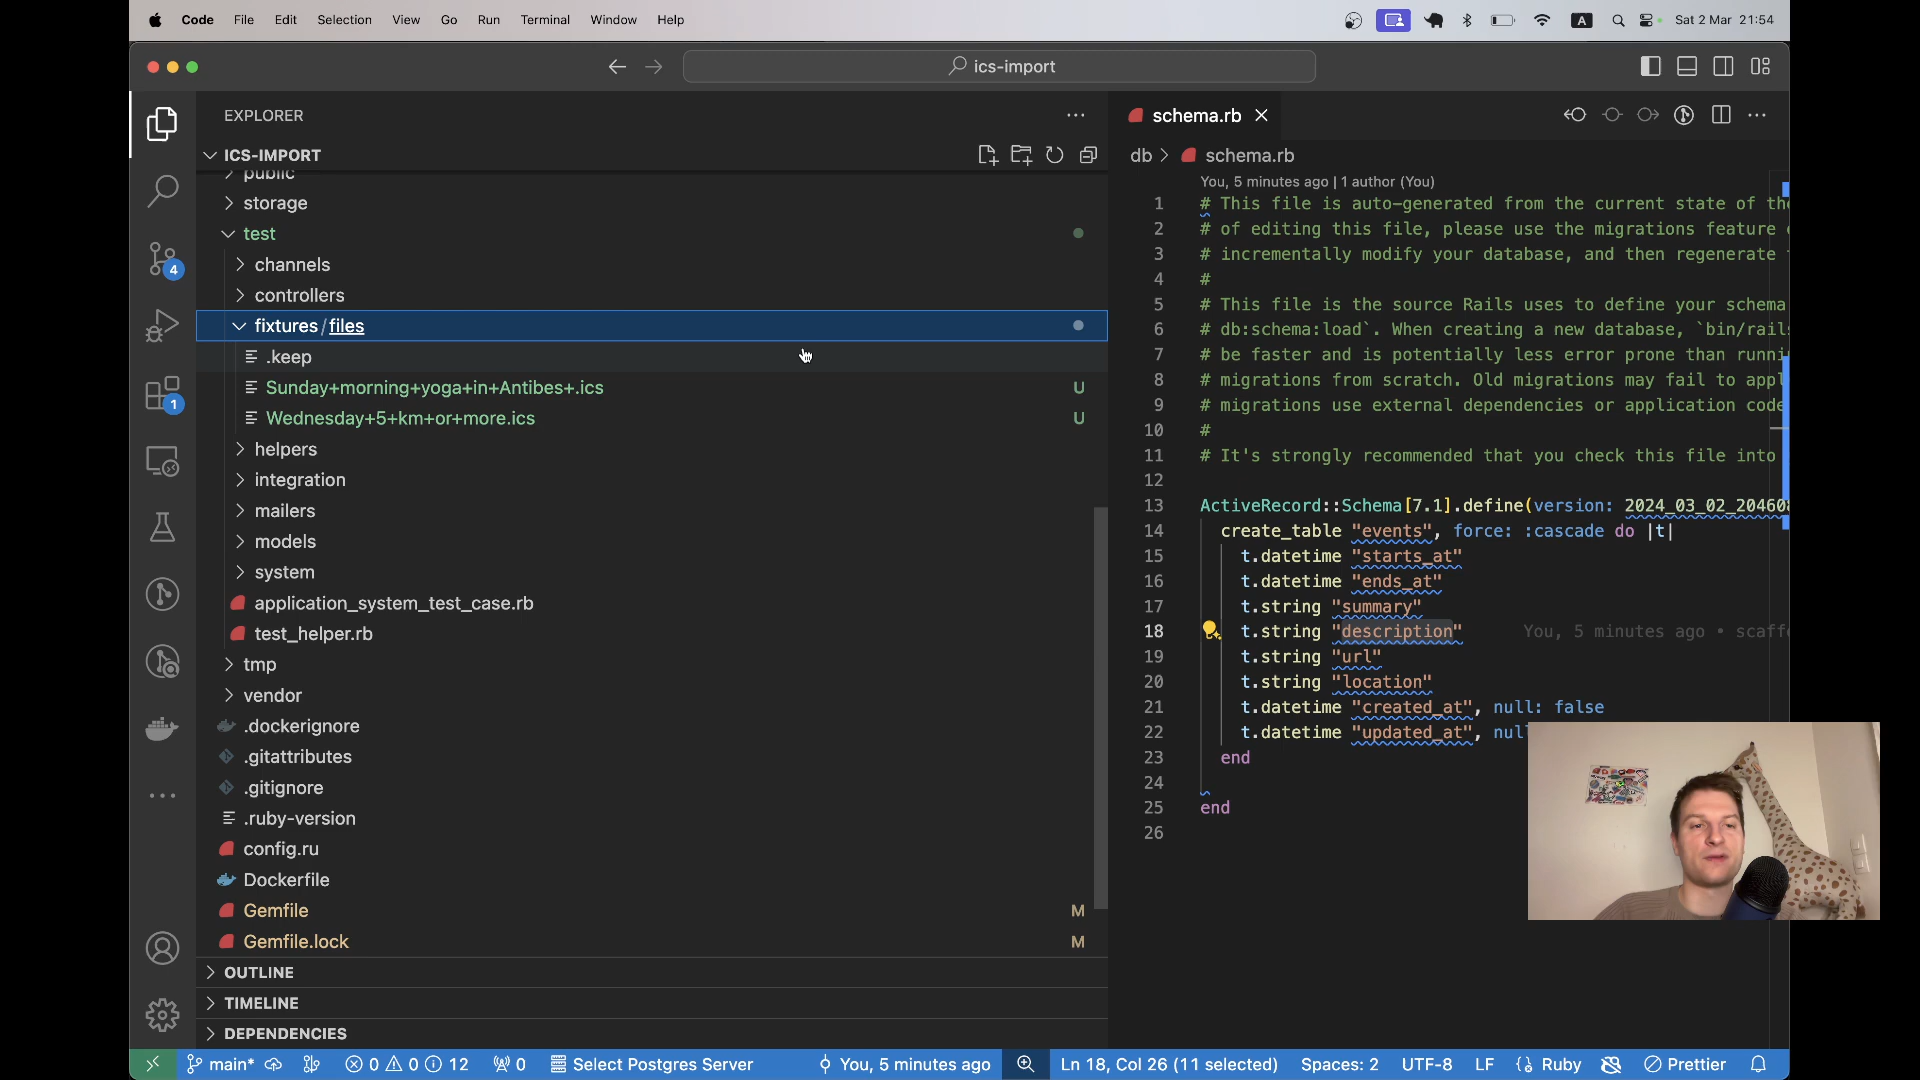 Code File Edit Selection View Go Run Terminal Window Help A Sat 2 Mar 21:54
ics-import
EXPLORER
ICS-IMPORT
public
storage
test
channels
controllers
fixtures/files
.keep
Sunday+morning+yoga+in+Antibes+.ics U
Wednesday+5+km+or+more.ics U
helpers
integration
mailers
models
system
application_system_test_case.rb
test_helper.rb
tmp
vendor
.dockerignore
.gitattributes
.gitignore
.ruby-version
config.ru
Dockerfile
Gemfile M
Gemfile.lock M
OUTLINE
TIMELINE
DEPENDENCIES
4
1
schema.rb
db > schema.rb
You, 5 minutes ago | 1 author (You)
1 # This file is auto-generated from the current state of
2 # of editing this file, please use the migrations feature
3 # incrementally modify your database, and then regenerate
4 #
5 # This file is the source Rails uses to define your schema
6 # db:schema:load`. When creating a new database, `bin/rails
7 # be faster and is potentially less error prone than
8 # migrations from scratch. Old migrations may fail to
9 # migrations use external dependencies or application code
10 #
11 # It's strongly recommended that you check this file into
12
13 ActiveRecord::Schema[7.1].define(version: 2024_03_02_20460
14 create_table "events", force: :cascade do |t|
15 t.datetime "starts_at"
16 t.datetime "ends_at"
17 t.string "summary"
18 t.string "description" You, 5 minutes ago •
19 t.string "url"
20 t.string "location"
21 t.datetime "created_at", null: false
22 t.datetime "updated_at",
23 end
24
25 end
26
main* 0 0 12 0 Select Postgres Server You, 5 minutes ago Ln 18, Col 26 (11 selected) Spaces: 2 UTF-8 LF {} Ruby Prettier